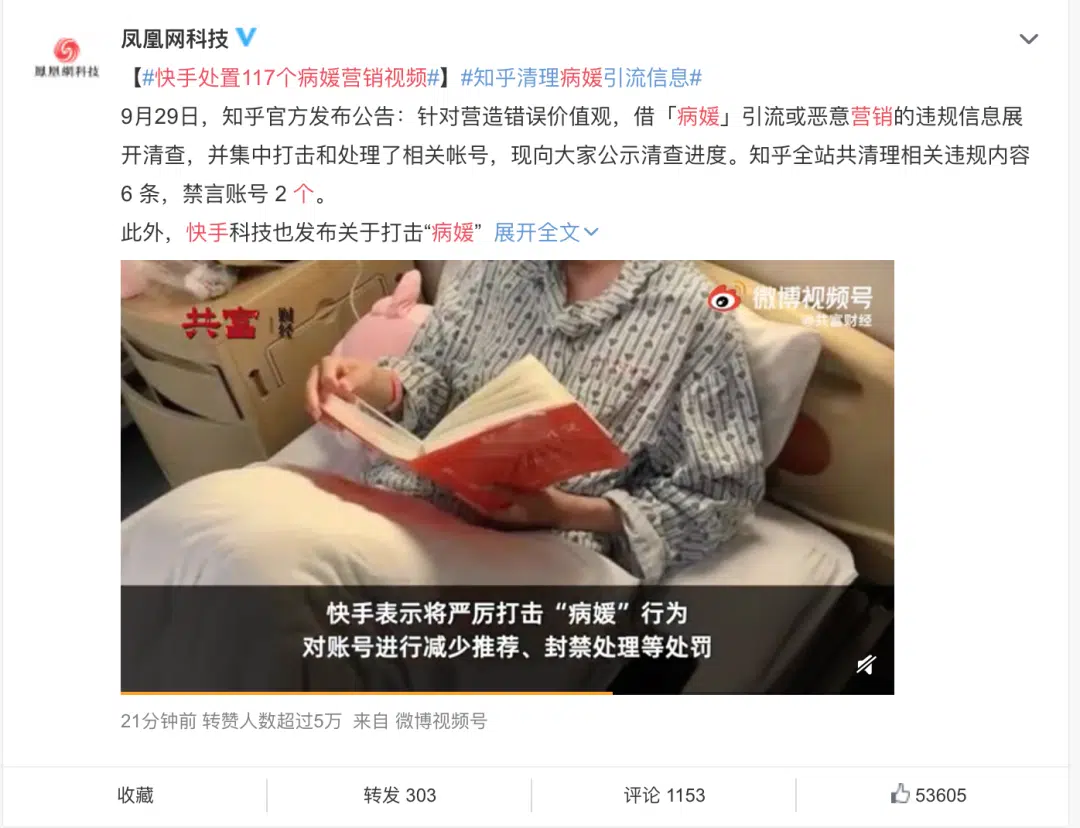 凤凰网科技
鳳凰網科技
【#快手处置117个病媛营销视频#】#知乎清理病媛引流信息#
9月29日，知乎官方发布公告：针对营造错误价值观，借「病媛」引流或恶意营销的违规信息展
开清查，并集中打击和处理了相关帐号，现向大家公示清查进度。知乎全站共清理相关违规内容
6 条，禁言账号 2 个。
此外，快手科技也发布关于打击“病媛” 展开全文
共富 财经
微博视频号
@共富财经
快手表示将严厉打击“病媛”行为
对账号进行减少推荐、封禁处理等处罚
21分钟前 转赞人数超过5万 来自 微博视频号
收藏
转发 303
评论 1153
53605